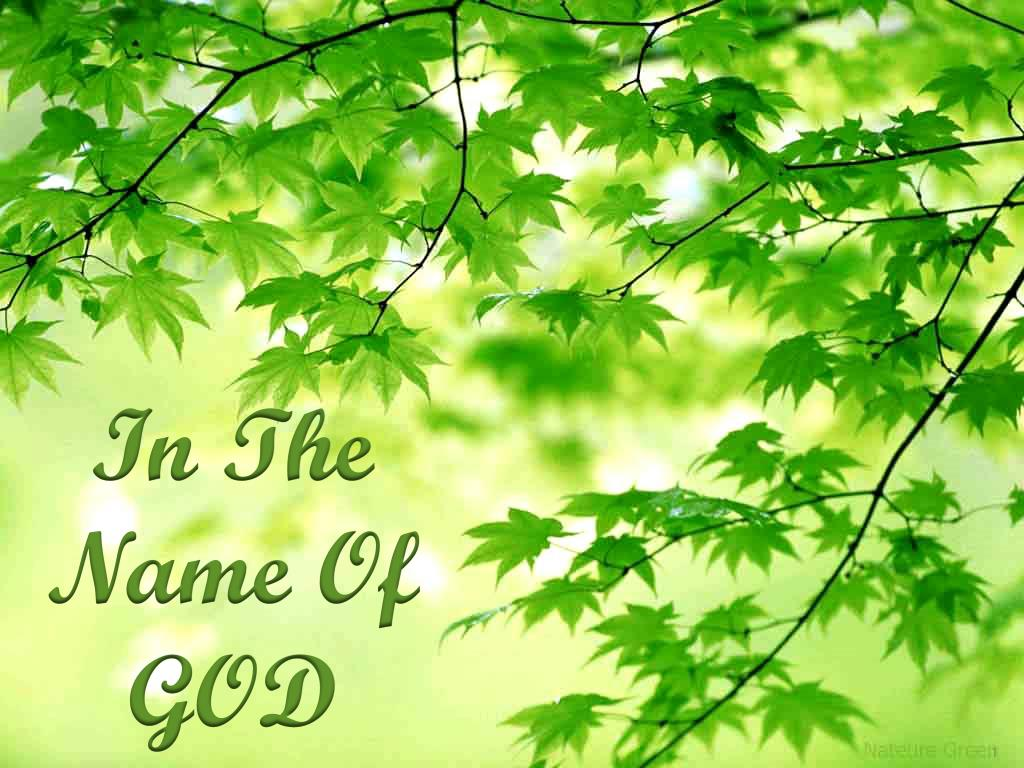 In The
Name Of
GOD
Nateure Green